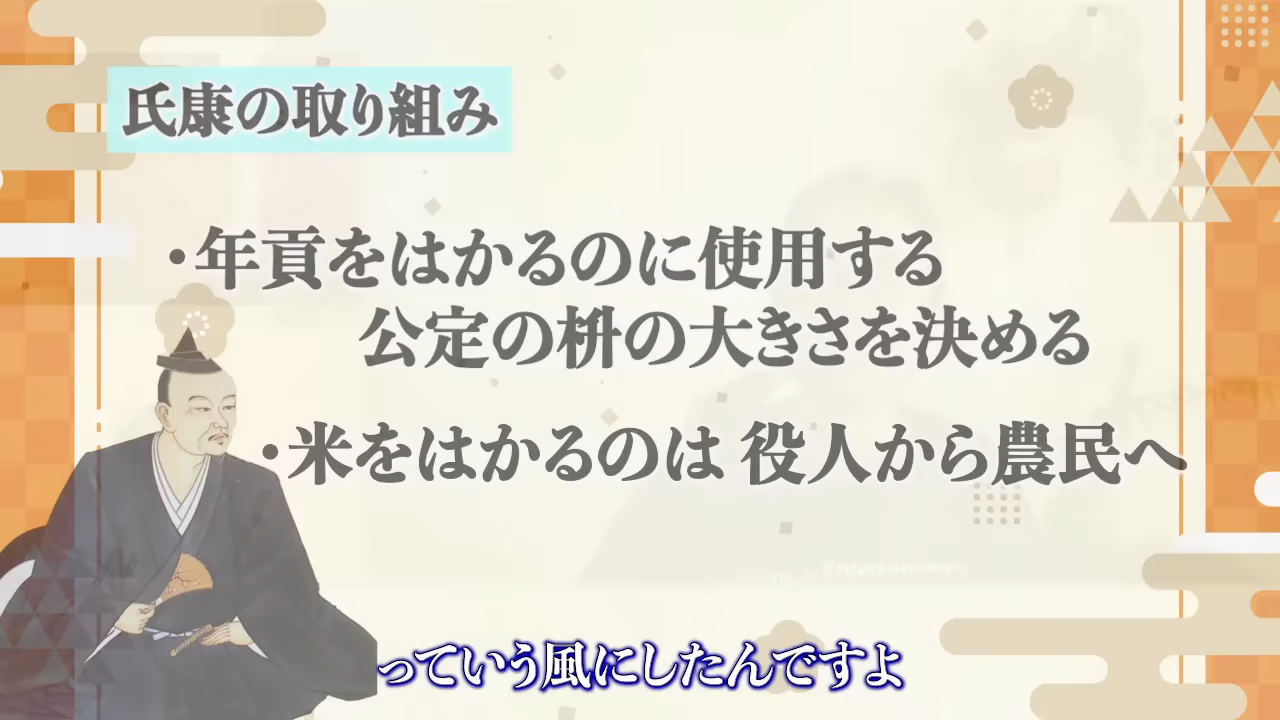 氏康の取り組み
・年貢をはかるのに使用する
公定の枡の大きさを決める
・米をはかるのは 役人から農民へ
っていう風にしたんですよ